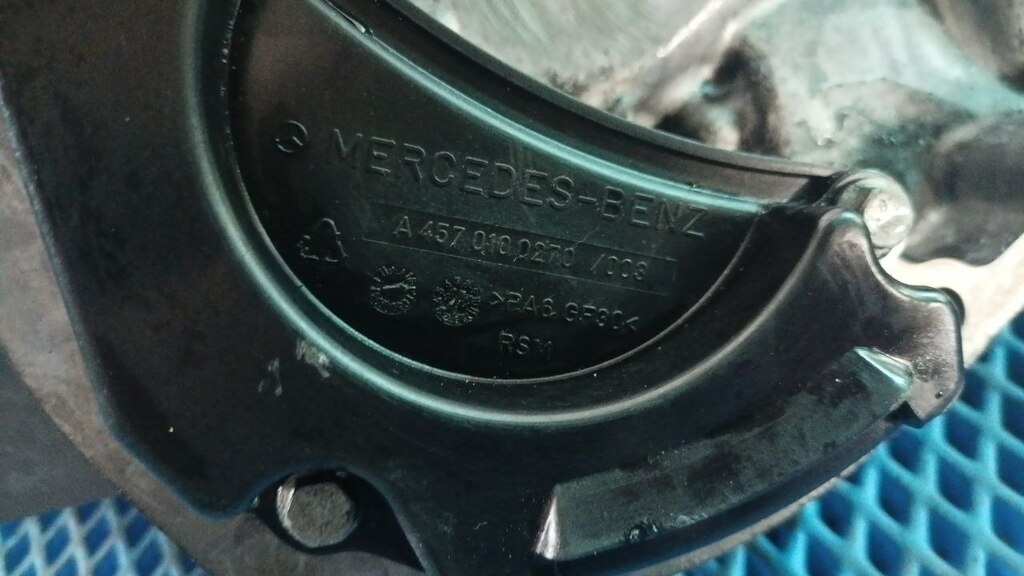 MERCEDES-BENZ
A 457 010 0270 /003
>PA6 GF30<
RSM